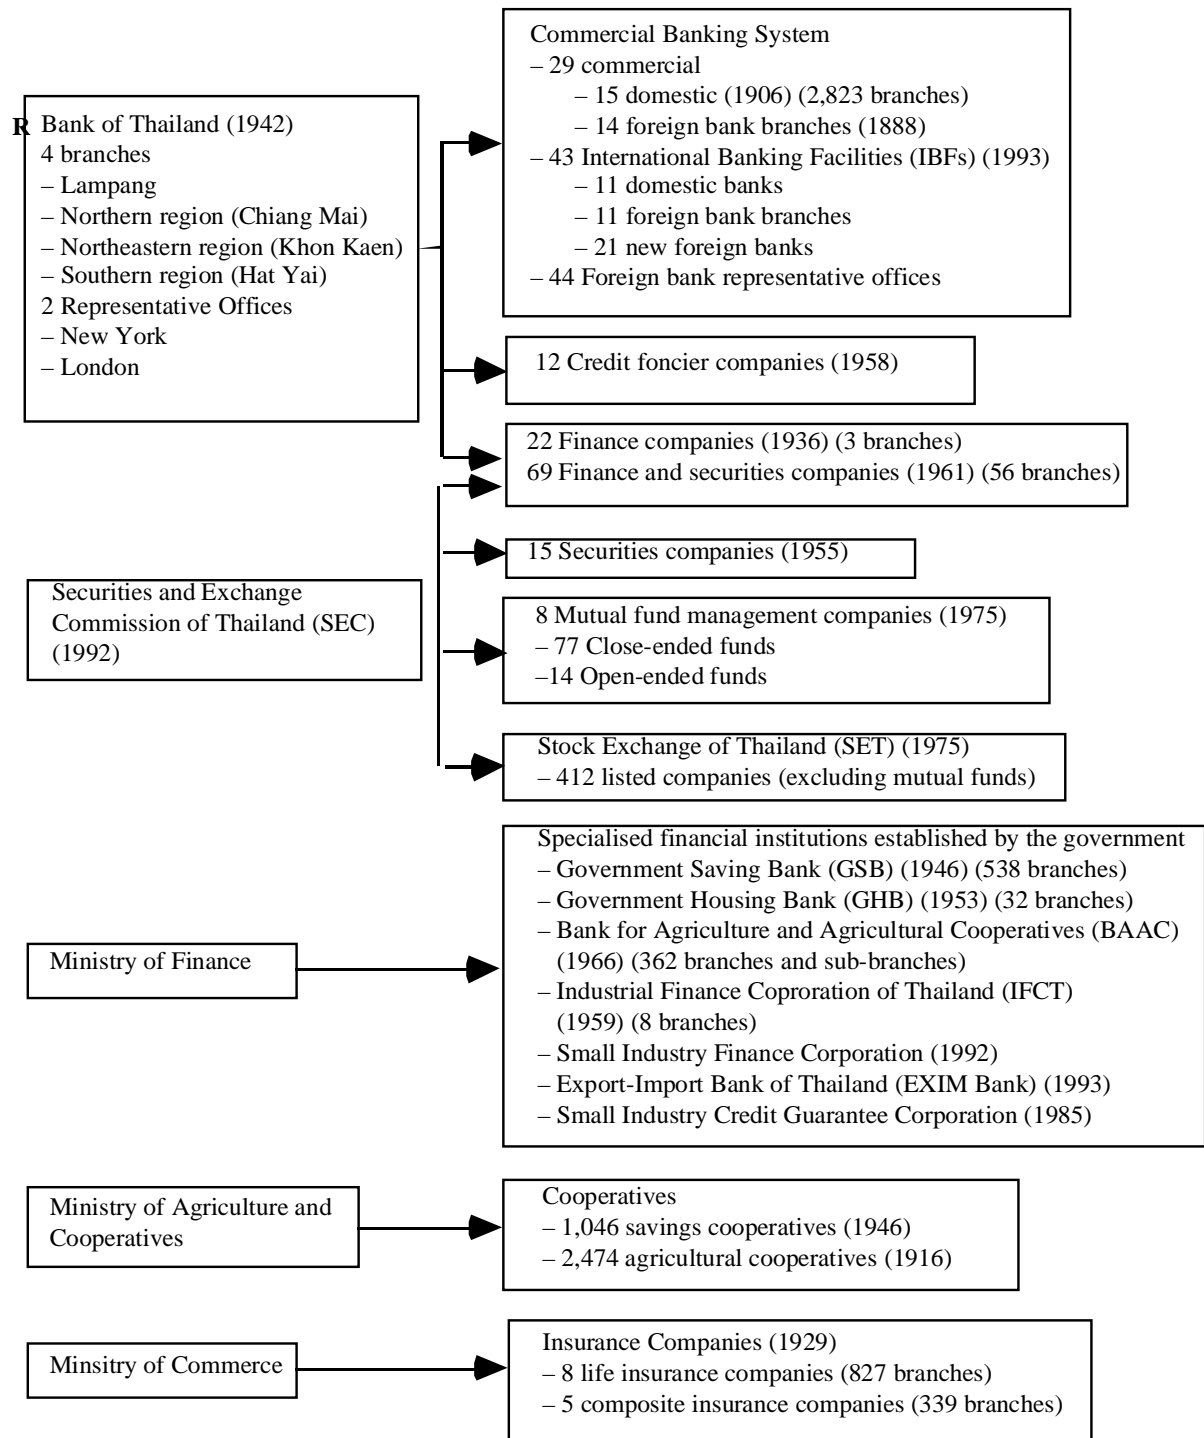 R Bank of Thailand (1942)
4 branches
– Lampang
– Northern region (Chiang Mai)
– Northeastern region (Khon Kaen)
– Southern region (Hat Yai)
2 Representative Offices
– New York
– London
Commercial Banking System
– 29 commercial
– 15 domestic (1906) (2,823 branches)
– 14 foreign bank branches (1888)
– 43 International Banking Facilities (IBFs) (1993)
– 11 domestic banks
– 11 foreign bank branches
– 21 new foreign banks
– 44 Foreign bank representative offices
12 Credit foncier companies (1958)
22 Finance companies (1936) (3 branches)
69 Finance and securities companies (1961) (56 branches)
15 Securities companies (1955)
Securities and Exchange
Commission of Thailand (SEC)
(1992)
8 Mutual fund management companies (1975)
– 77 Close-ended funds
–14 Open-ended funds
Stock Exchange of Thailand (SET) (1975)
– 412 listed companies (excluding mutual funds)
Ministry of Finance
Specialised financial institutions established by the government
– Government Saving Bank (GSB) (1946) (538 branches)
– Government Housing Bank (GHB) (1953) (32 branches)
– Bank for Agriculture and Agricultural Cooperatives (BAAC)
(1966) (362 branches and sub-branches)
– Industrial Finance Coproration of Thailand (IFCT)
(1959) (8 branches)
– Small Industry Finance Corporation (1992)
– Export-Import Bank of Thailand (EXIM Bank) (1993)
– Small Industry Credit Guarantee Corporation (1985)
Ministry of Agriculture and
Cooperatives
Cooperatives
– 1,046 savings cooperatives (1946)
– 2,474 agricultural cooperatives (1916)
Minsitry of Commerce
Insurance Companies (1929)
– 8 life insurance companies (827 branches)
– 5 composite insurance companies (339 branches)